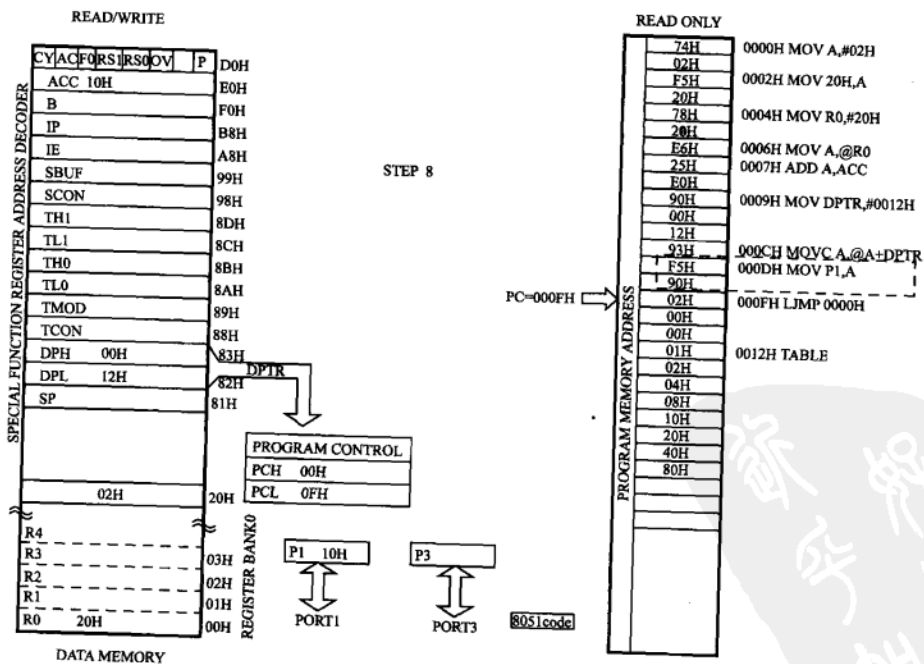 READ/WRITE
CY AC F0 RS1 RS0 OV P D0H
ACC 10H E0H
B F0H
IP B8H
IE A8H
SBUF 99H
SCON 98H
TH1 8DH
TL1 8CH
TH0 8BH
TL0 8AH
TMOD 89H
TCON 88H
DPH 00H 83H
DPTR
DPL 12H 82H
SP 81H
02H 20H
R4
R3 03H
R2 02H
R1 01H
R0 20H 00H
DATA MEMORY
SPECIAL FUNCTION REGISTER ADDRESS DECODER
REGISTER BANK0
STEP 8
PROGRAM CONTROL
PCH 00H
PCL 0FH
P1 10H
PORT1
P3
PORT3
8051code
READ ONLY
74H 0000H MOV A,#02H
02H
F5H 0002H MOV 20H,A
20H
78H 0004H MOV R0,#20H
20H
E6H 0006H MOV A,@R0
25H 0007H ADD A,ACC
E0H
90H 0009H MOV DPTR,#0012H
00H
12H
93H 000CH MOVC A,@A+DPTR
F5H 000DH MOV P1,A
90H
PC=000FH
02H 000FH LJMP 0000H
00H
00H
01H 0012H TABLE
02H
04H
08H
10H
20H
40H
80H
PROGRAM MEMORY ADDRESS